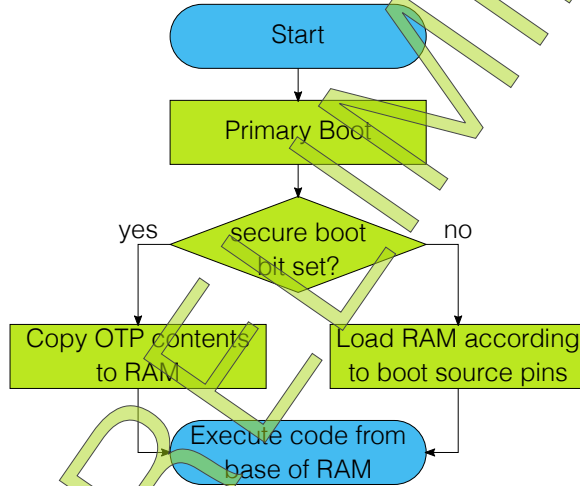 Start
Primary Boot
secure boot
bit set?
yes
no
Copy OTP contents
to RAM
Load RAM according
to boot source pins
Execute code from
base of RAM